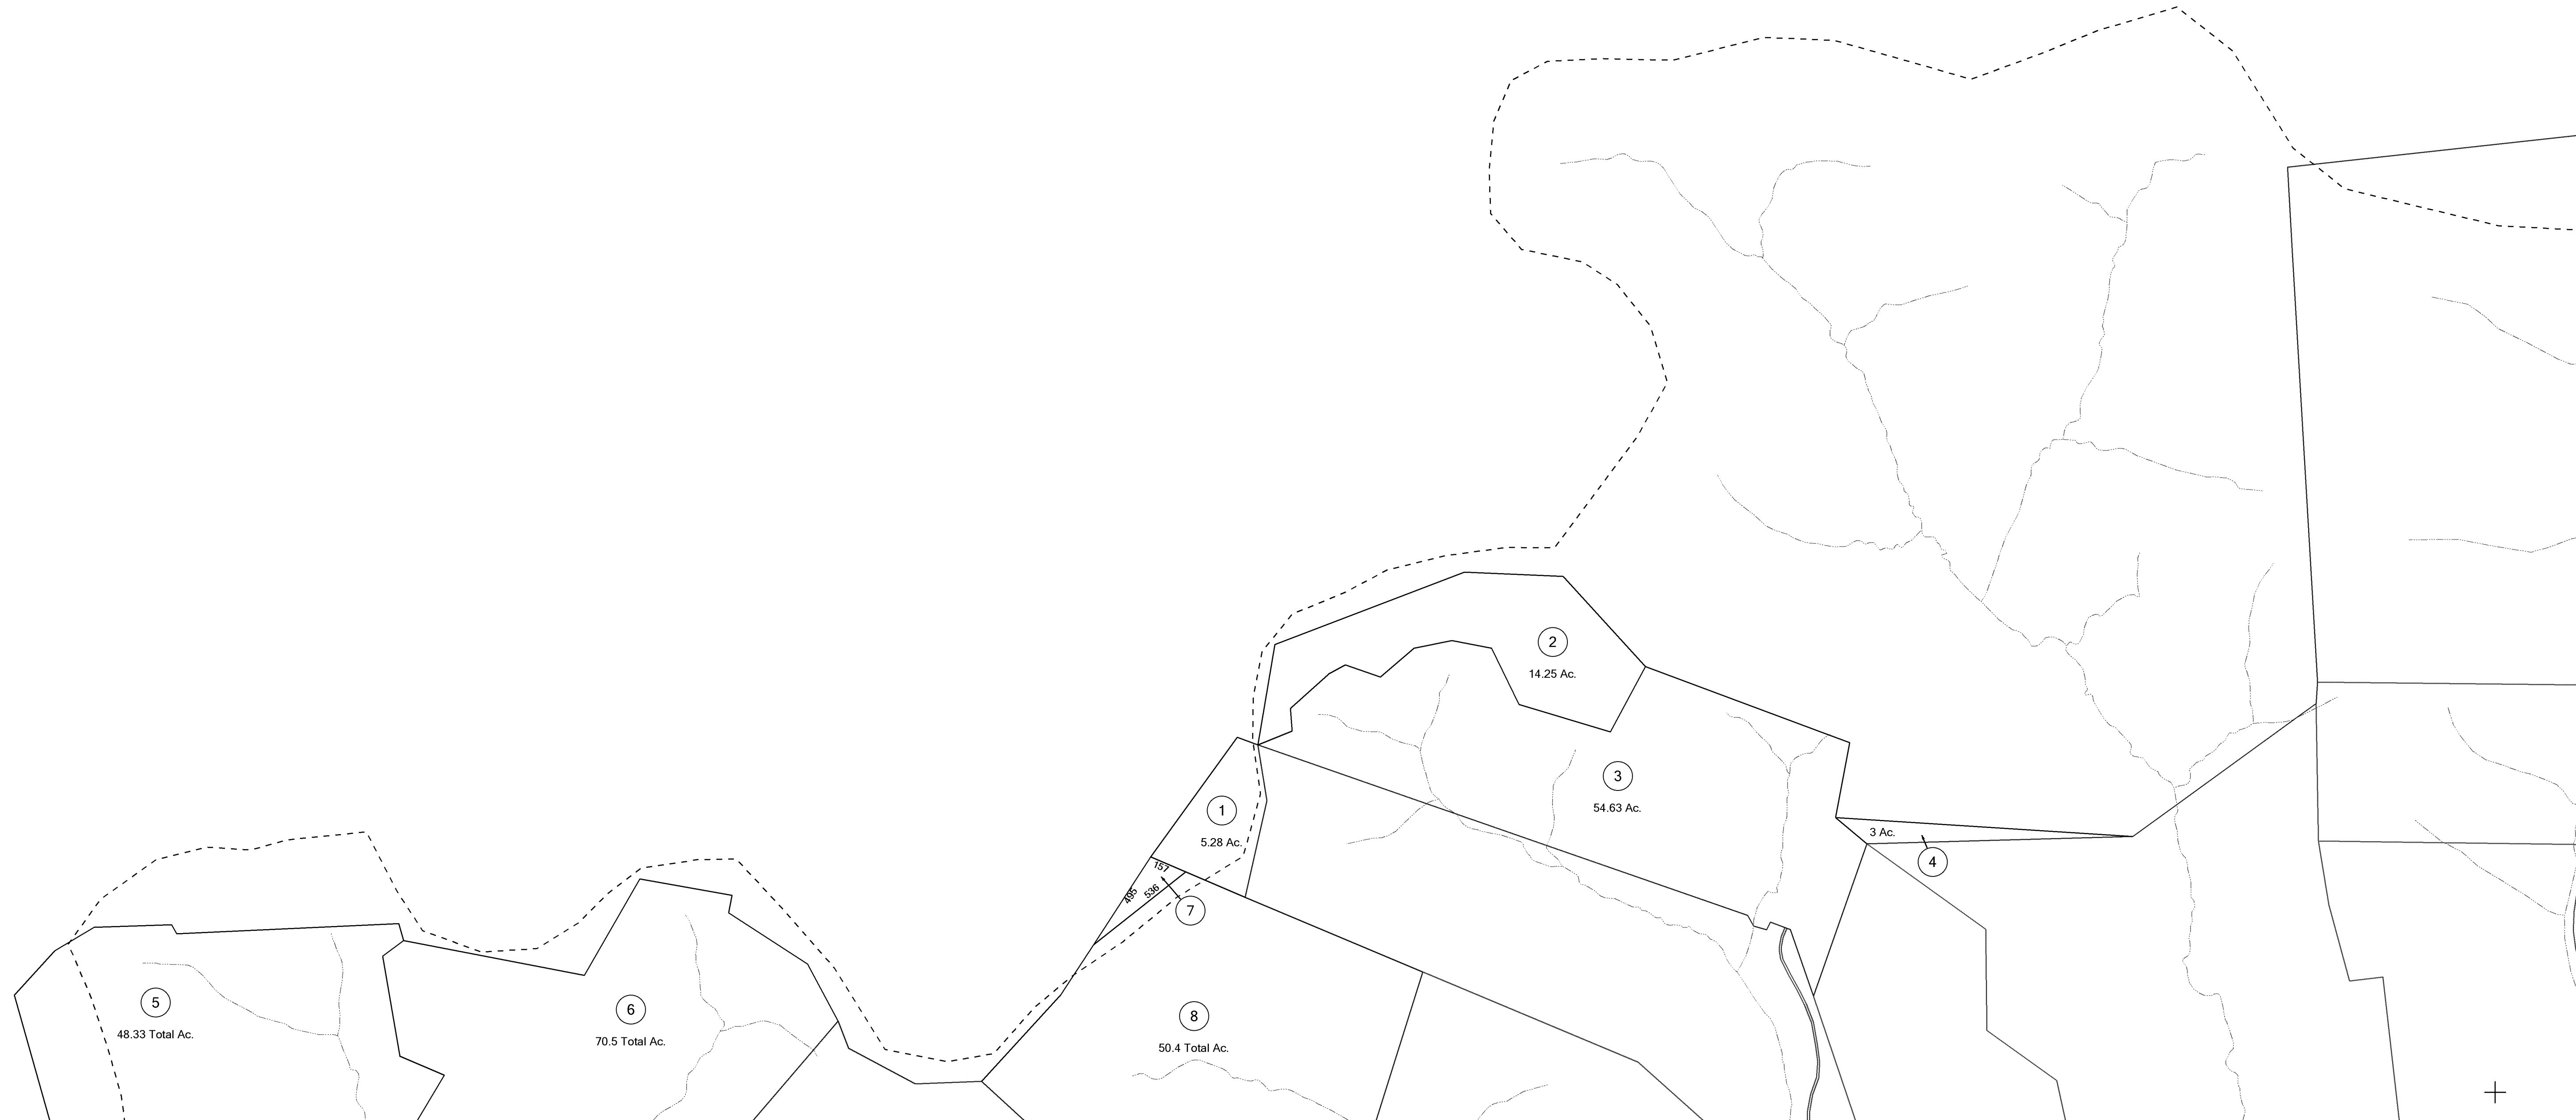 2
14.25 Ac.
3
54.63 Ac.
1
5.28 Ac.
3 Ac.
4
157
495
536
7
5
48.33 Total Ac.
6
70.5 Total Ac.
8
50.4 Total Ac.